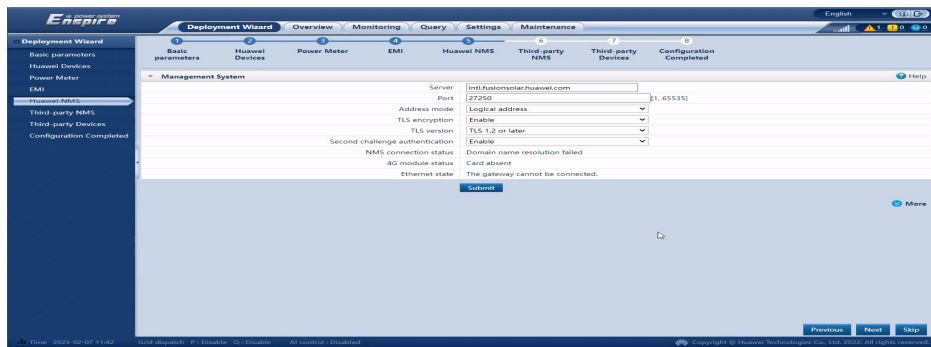 Enspire
English
Deployment Wizard Overview Monitoring Query Settings Maintenance
1 0 0
Deployment Wizard
Basic parameters
Huawei Devices
Power Meter
EMI
Huawei NMS
Third-party NMS
Third-party Devices
Configuration Completed
1 2 3 4 5 6 7 8
Basic parameters Huawei Devices Power Meter EMI Huawei NMS Third-party NMS Third-party Devices Configuration Completed
Management System Help
Server intl.fusionsolar.huawei.com
Port 27250 [1, 65535]
Address mode Logical address
TLS encryption Enable
TLS version TLS 1.2 or later
Second challenge authentication Enable
NMS connection status Domain name resolution failed
4G module status Card absent
Ethernet state The gateway cannot be connected.
Submit
More
Previous Next Skip
Time 2023-02-07 11:42 Grid dispatch P : Disable Q : Disable AI control : Disabled Copyright © Huawei Technologies Co., Ltd. 2022. All rights reserved.